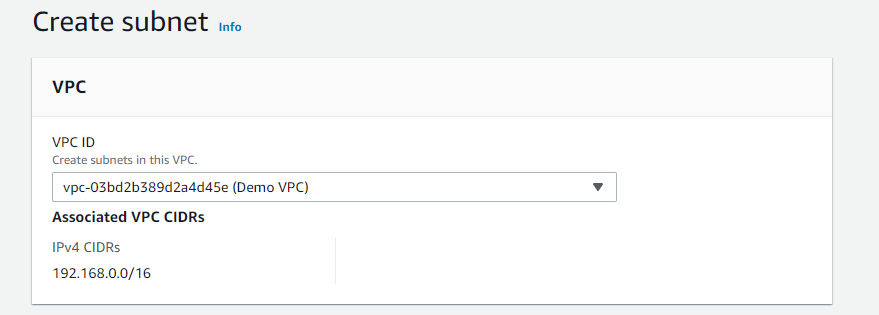 Create subnet Info
VPC
VPC ID
Create subnets in this VPC.
vpc-03bd2b389d2a4d45e (Demo VPC)
Associated VPC CIDRs
IPv4 CIDRs
192.168.0.0/16